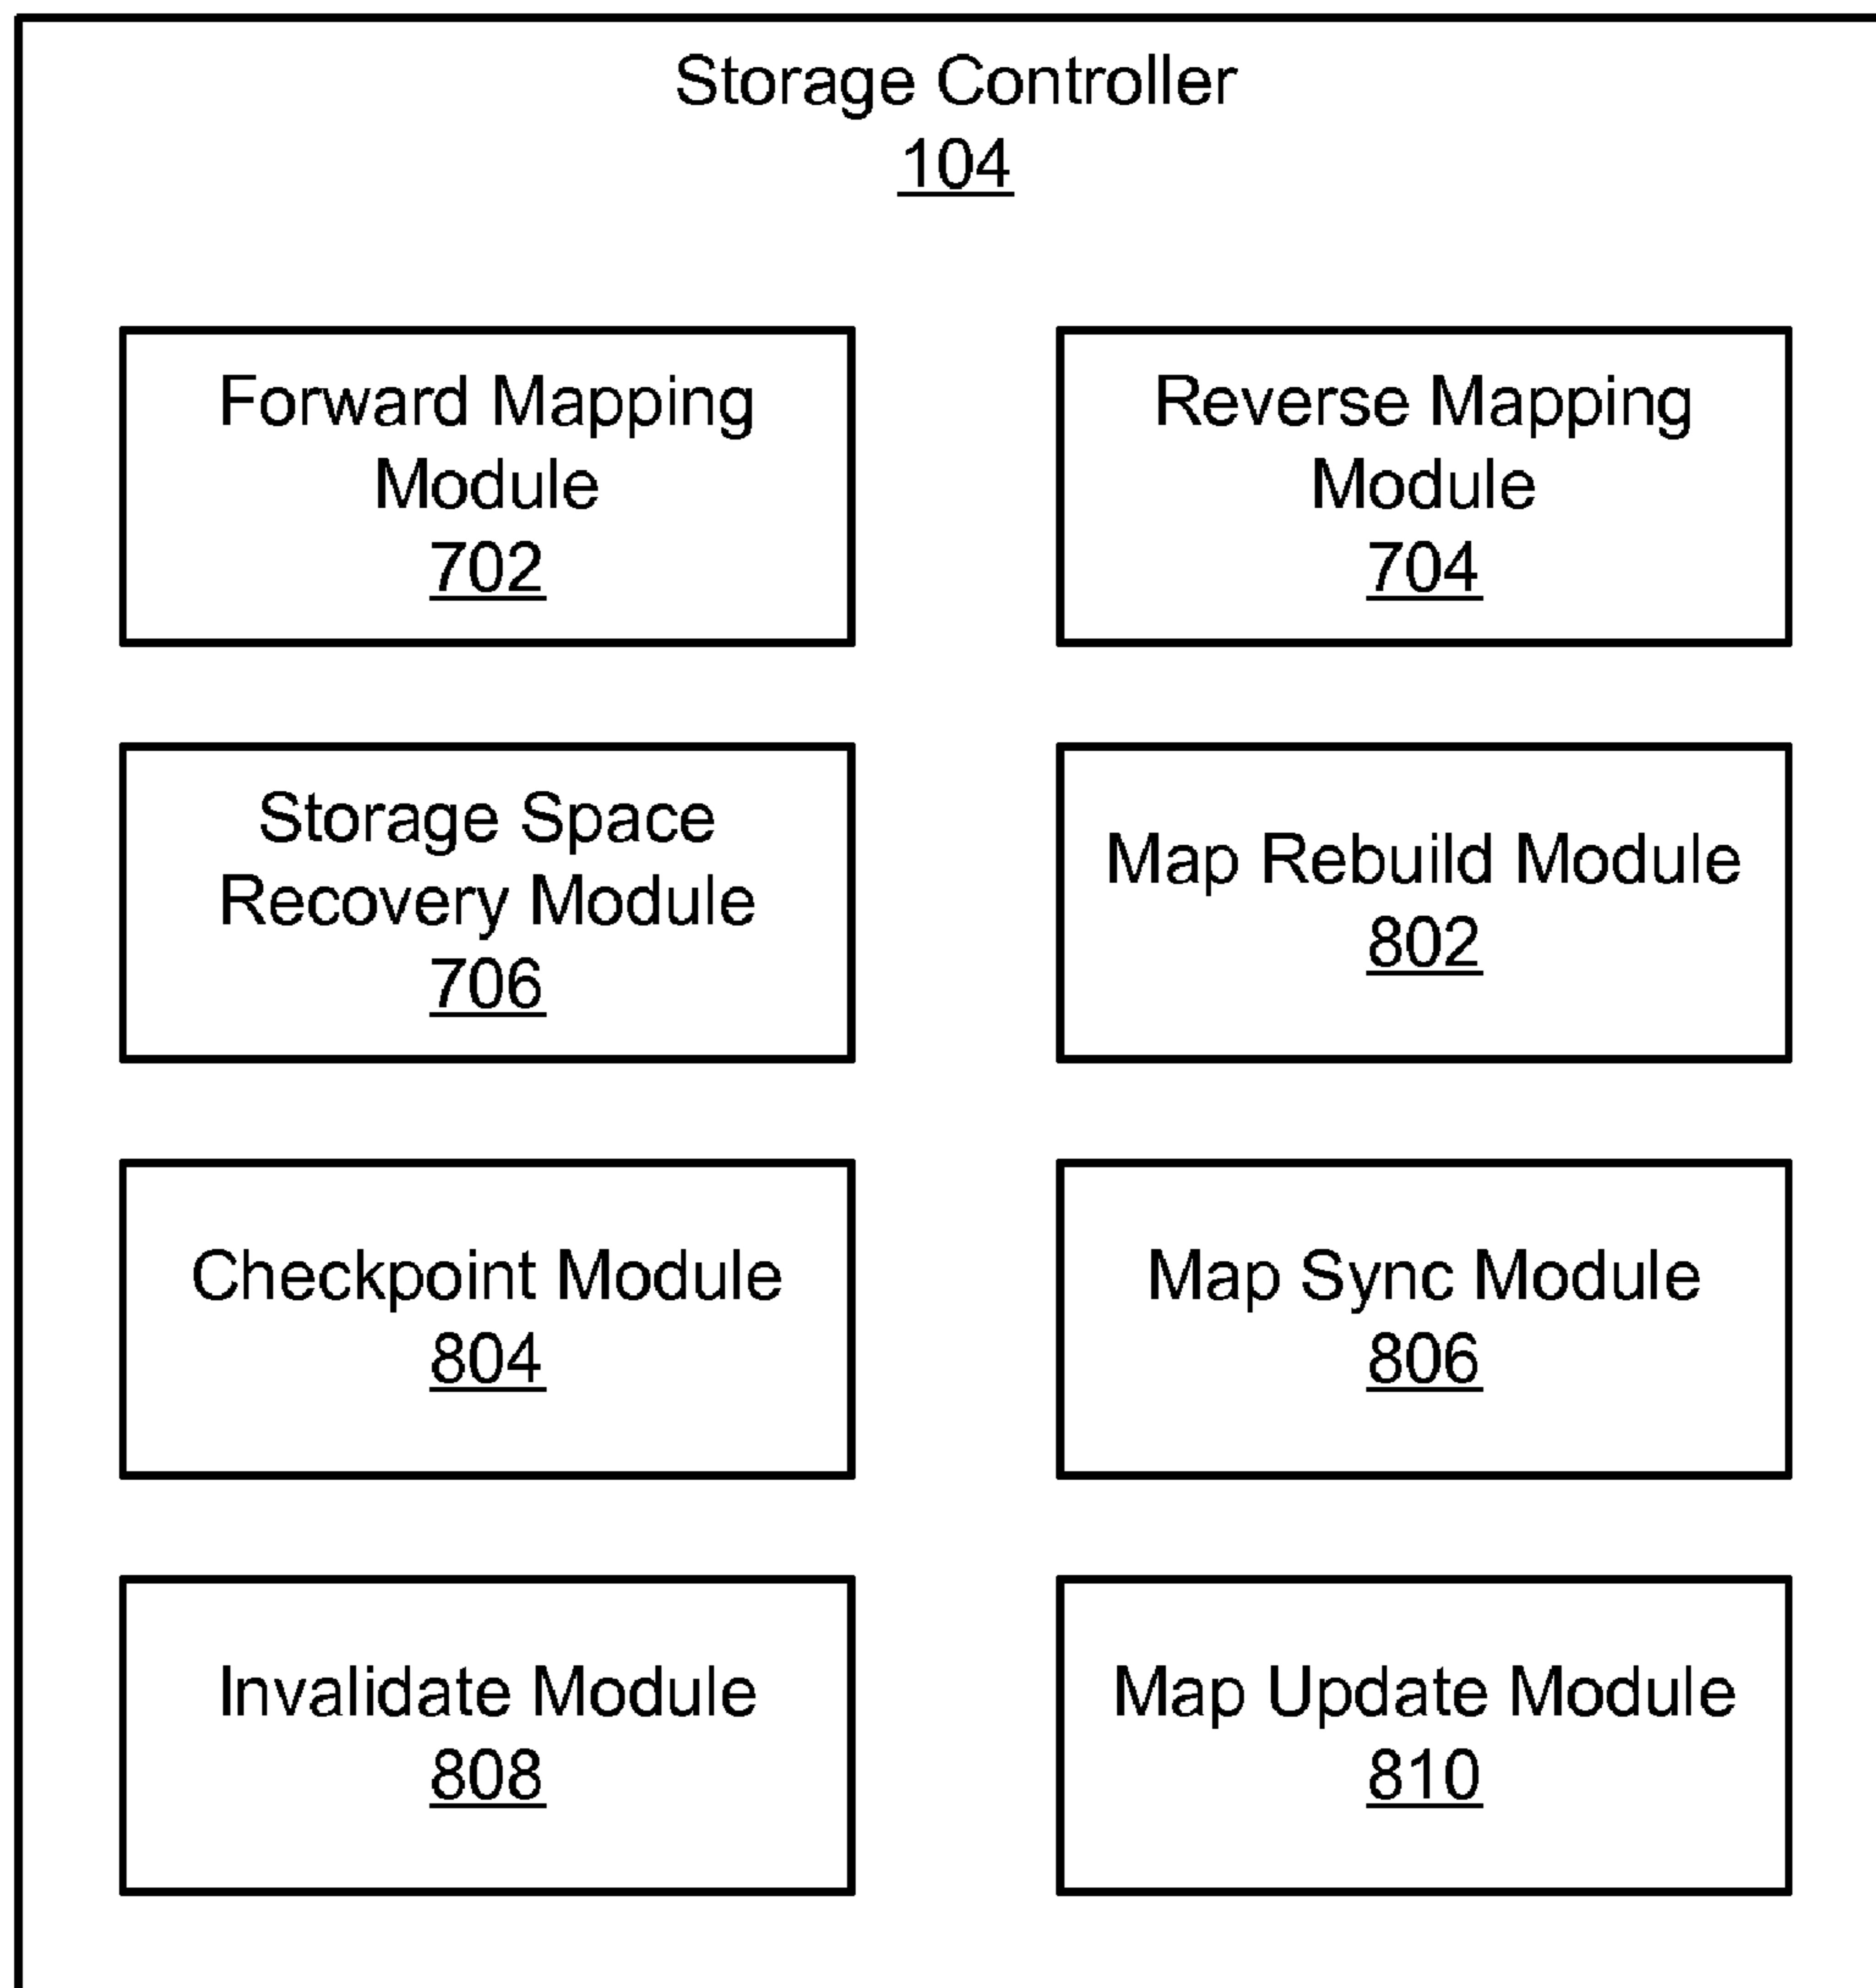 Storage Controller
104
Forward Mapping
Module
702
Reverse Mapping
Module
704
Storage Space
Recovery Module
706
Map Rebuild Module
802
Checkpoint Module
804
Map Sync Module
806
Invalidate Module
808
Map Update Module
810